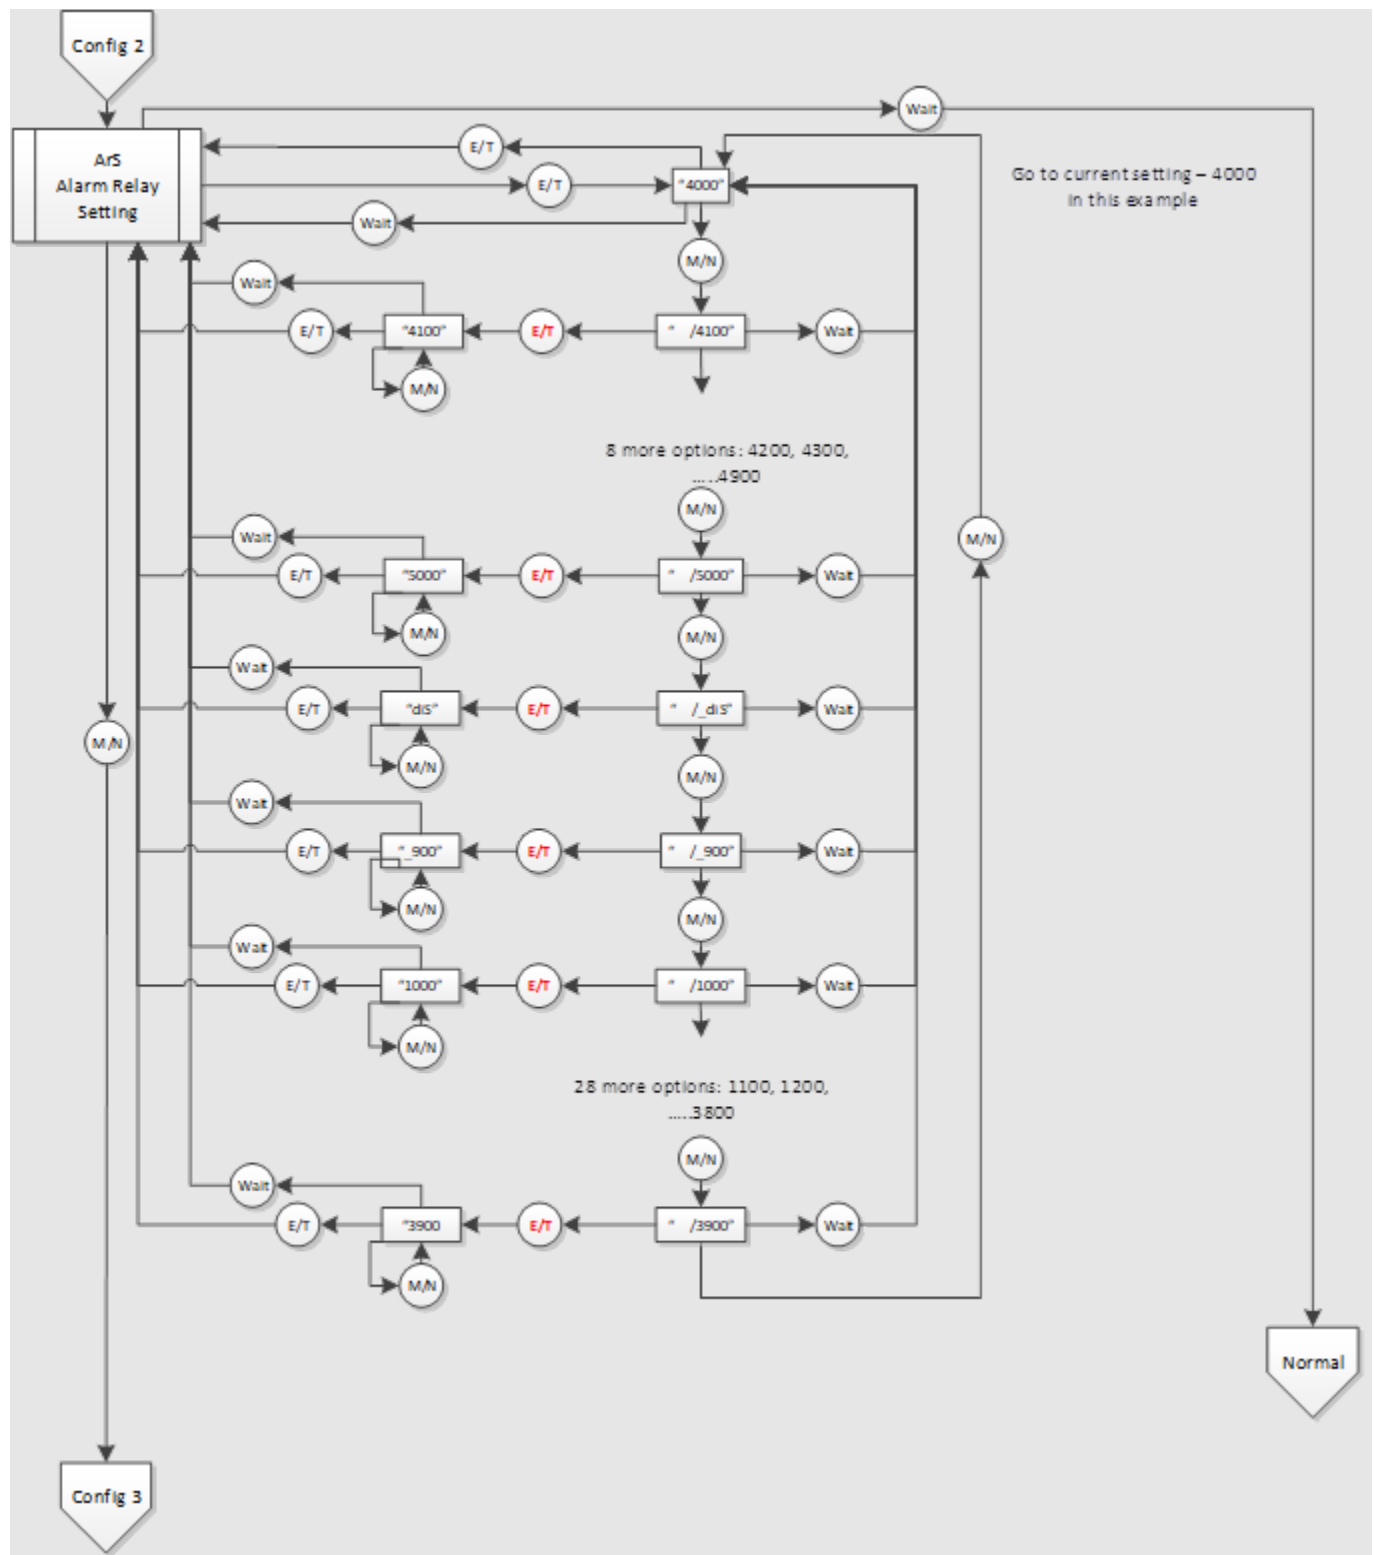 Config 2
Wait
ArS
Alarm Relay
Setting
E/T
E/T
"4000"
Go to current setting – 4000
in this example
Wait
M/N
Wait
E/T
"4100"
E/T
" /4100"
Wait
M/N
8 more options: 4200, 4300,
.....4900
M/N
Wait
M/N
E/T
"5000"
E/T
" /5000"
Wait
M/N
M/N
Wait
E/T
"diS"
E/T
" /_diS"
Wait
M/N
M/N
M/N
Wait
E/T
"_900"
E/T
" /_900"
Wait
M/N
M/N
Wait
E/T
"1000"
E/T
" /1000"
Wait
M/N
28 more options: 1100, 1200,
.....3800
M/N
Wait
E/T
"3900
E/T
" /3900"
Wait
M/N
Normal
Config 3